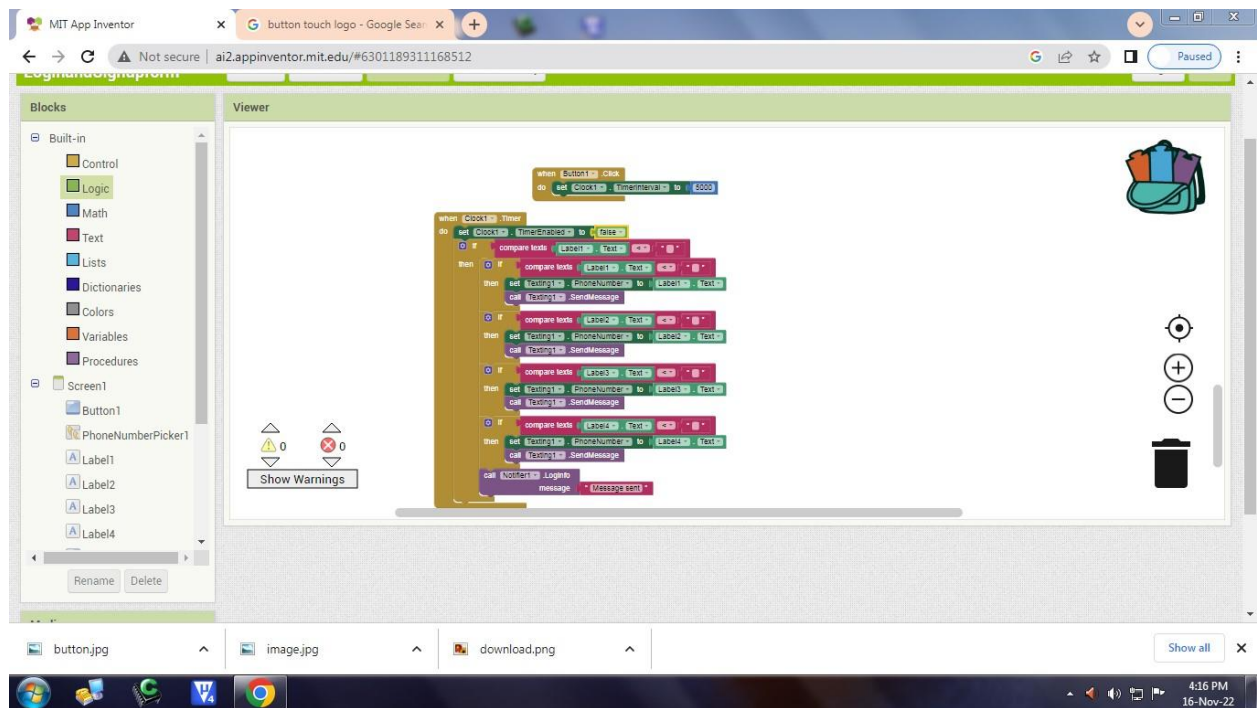 MIT App Inventor
button touch logo - Google Sear
Not secure
ai2.appinventor.mit.edu/#6301189311168512
Paused
Blocks
Viewer
Built-in
Control
Logic
Math
Text
Lists
Dictionaries
Colors
Variables
Procedures
Screen1
Button1
PhoneNumberPicker1
Label1
Label2
Label3
Label4
Rename Delete
when Button1 .Click
do set Clock1 . TimerInterval to 5000
when Clock1 .Timer
do set Clock1 . TimerEnabled to false
if compare texts Label1 . Text < " "
then if compare texts Label1 . Text < " "
then set Texting1 . PhoneNumber to Label1 . Text
call Texting1 .SendMessage
if compare texts Label2 . Text < " "
then set Texting1 . PhoneNumber to Label2 . Text
call Texting1 .SendMessage
if compare texts Label3 . Text < " "
then set Texting1 . PhoneNumber to Label3 . Text
call Texting1 .SendMessage
if compare texts Label4 . Text < " "
then set Texting1 . PhoneNumber to Label4 . Text
call Texting1 .SendMessage
call Notifier1 .LogInfo
message " Message sent "
0 0
Show Warnings
button.jpg
image.jpg
download.png
Show all
4:16 PM
16-Nov-22